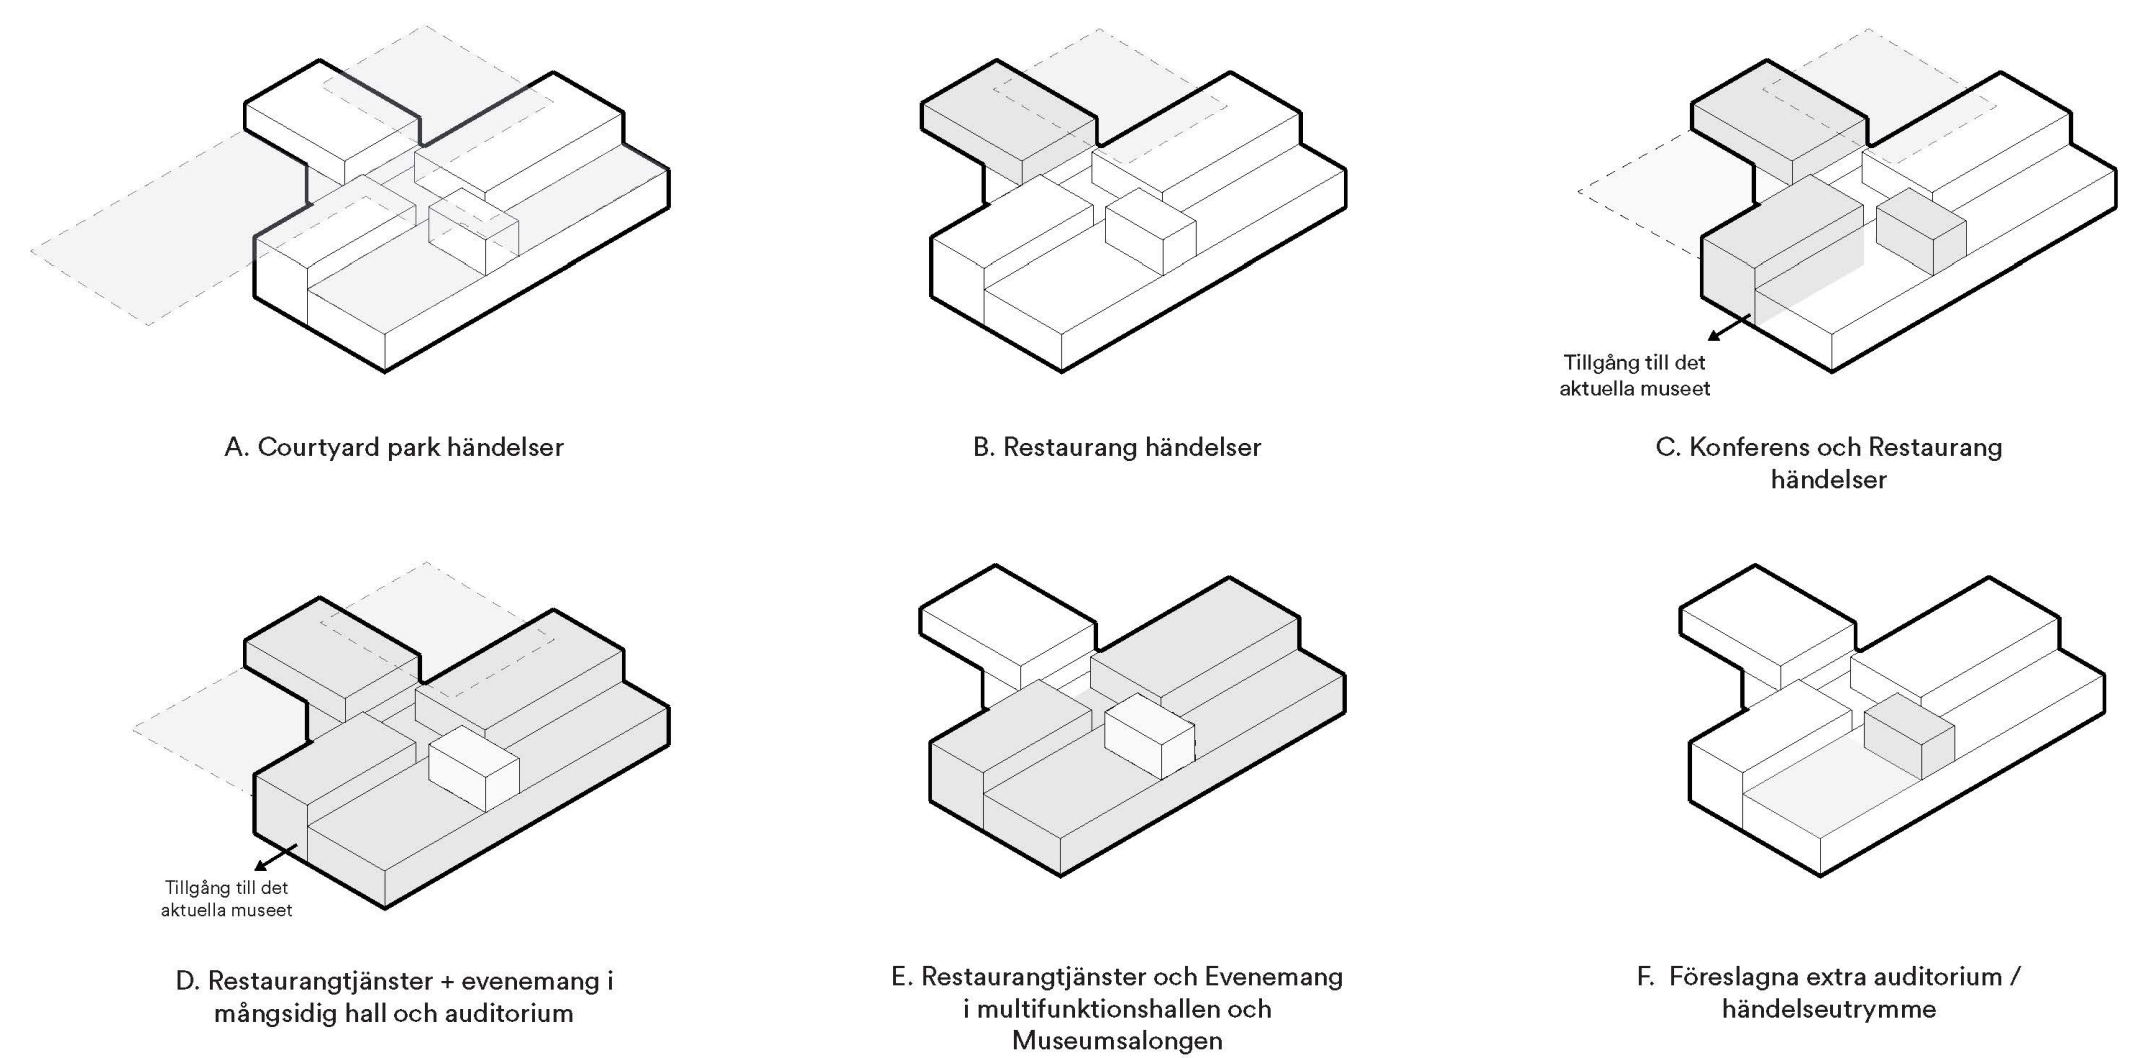 Tillgång till det
aktuella museet
A. Courtyard park händelser
B. Restaurang händelser
C. Konferens och Restaurang
händelser
Tillgång till det
aktuella museet
D. Restaurangtjänster + evenemang i
mångsidig hall och auditorium
E. Restaurangtjänster och Evenemang
i multifunktionshallen och
Museumsalongen
F. Föreslagna extra auditorium /
händelseutrymme